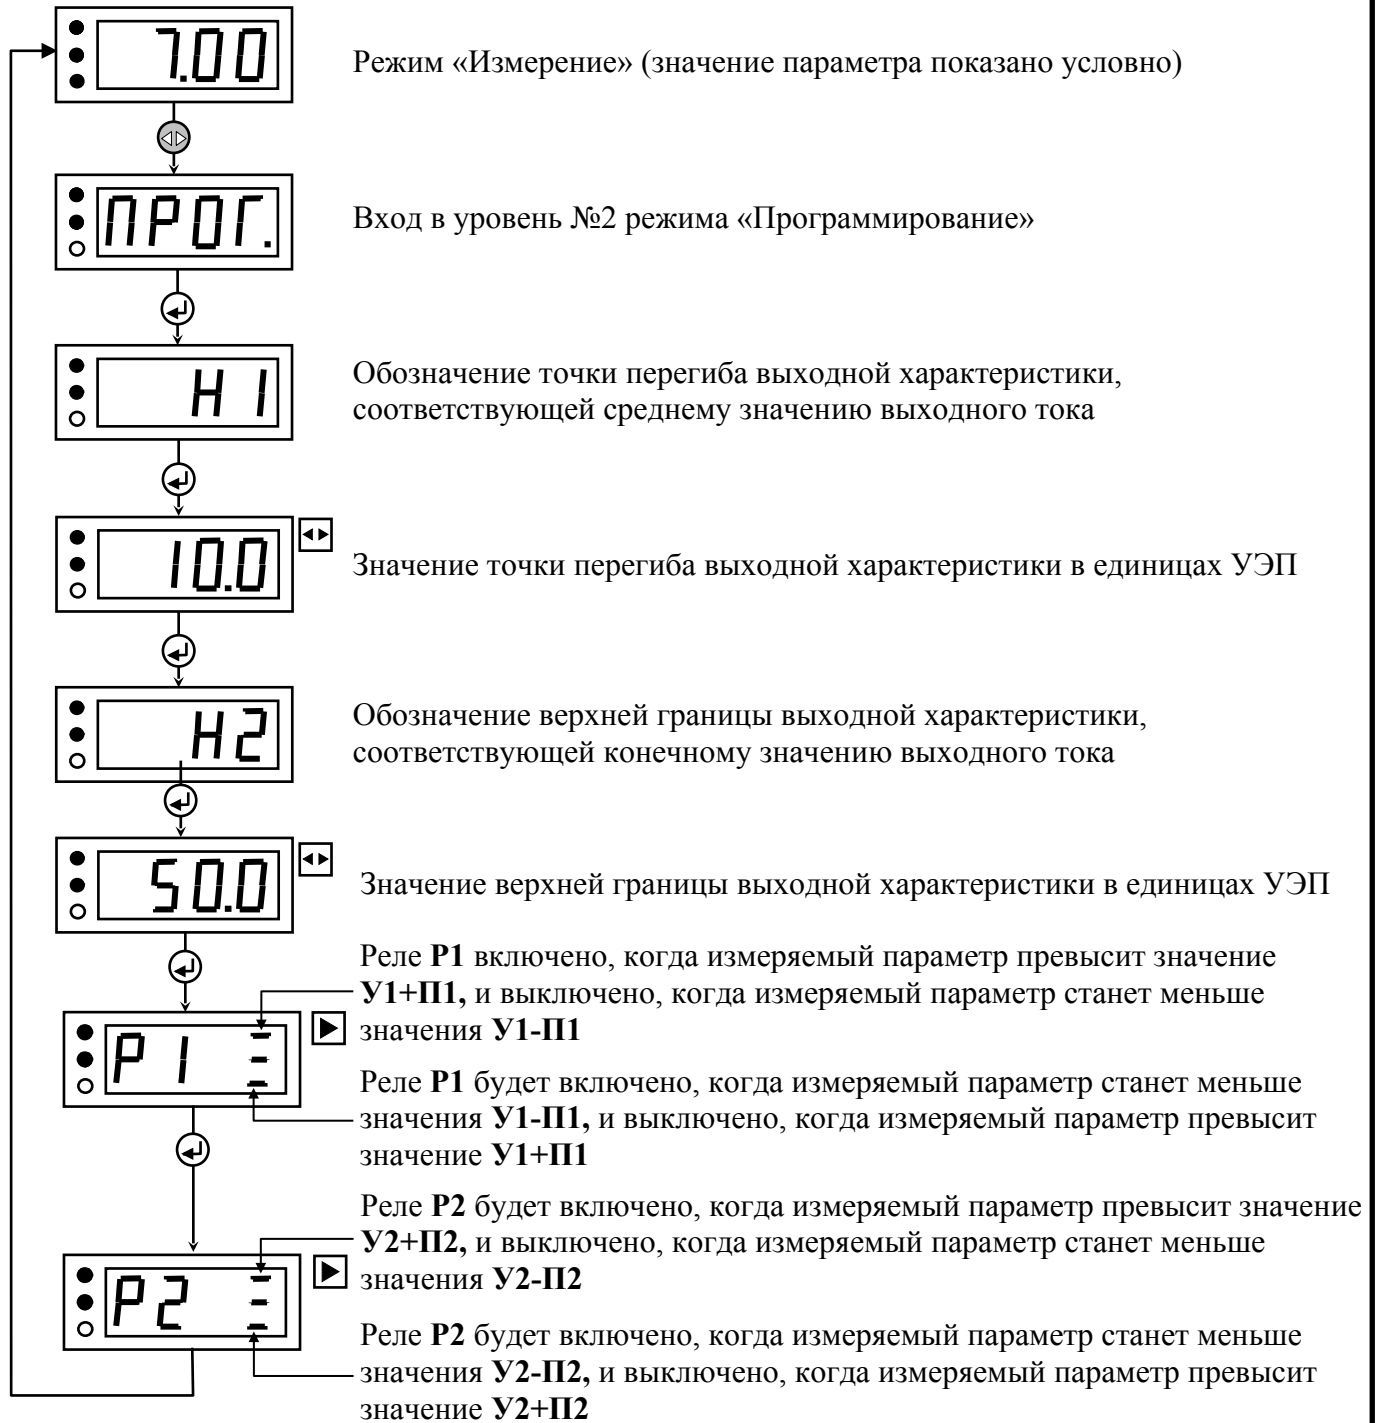 7.00
Режим «Измерение» (значение параметра показано условно)
ПРОГ.
Вход в уровень №2 режима «Программирование»
H 1
Обозначение точки перегиба выходной характеристики,
соответствующей среднему значению выходного тока
10.0
Значение точки перегиба выходной характеристики в единицах УЭП
H2
Обозначение верхней границы выходной характеристики,
соответствующей конечному значению выходного тока
50.0
Значение верхней границы выходной характеристики в единицах УЭП
Реле Р1 включено, когда измеряемый параметр превысит значение
У1+П1, и выключено, когда измеряемый параметр станет меньше
значения У1-П1
P 1
Реле Р1 будет включено, когда измеряемый параметр станет меньше
значения У1-П1, и выключено, когда измеряемый параметр превысит
значение У1+П1
Реле Р2 будет включено, когда измеряемый параметр превысит значение
У2+П2, и выключено, когда измеряемый параметр станет меньше
значения У2-П2
P2
Реле Р2 будет включено, когда измеряемый параметр станет меньше
значения У2-П2, и выключено, когда измеряемый параметр превысит
значение У2+П2